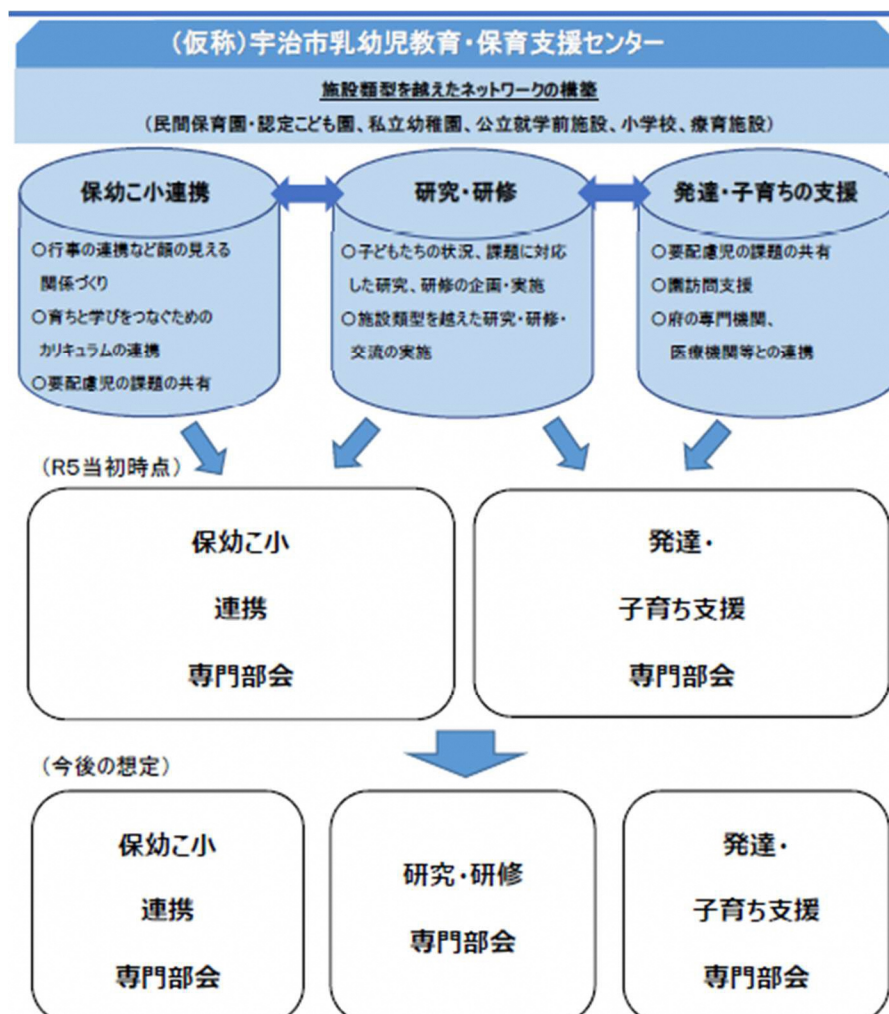 (仮称)宇治市乳幼児教育・保育支援センター
施設類型を越えたネットワークの構築
(民間保育園・認定こども園、私立幼稚園、公立就学前施設、小学校、療育施設)
保幼こ小連携
○行事の連携など顔の見える
関係づくり
○育ちと学びをつなぐための
カリキュラムの連携
○要配慮児の課題の共有
研究・研修
○子どもたちの状況、課題に対応
した研究、研修の企画・実施
○施設類型を越えた研究・研修・
交流の実施
発達・子育ちの支援
○要配慮児の課題の共有
○園訪問支援
○府の専門機関、
医療機関等との連携
(R5当初時点)
保幼こ小
連携
専門部会
発達・
子育ち支援
専門部会
(今後の想定)
保幼こ小
連携
専門部会
研究・研修
専門部会
発達・
子育ち支援
専門部会